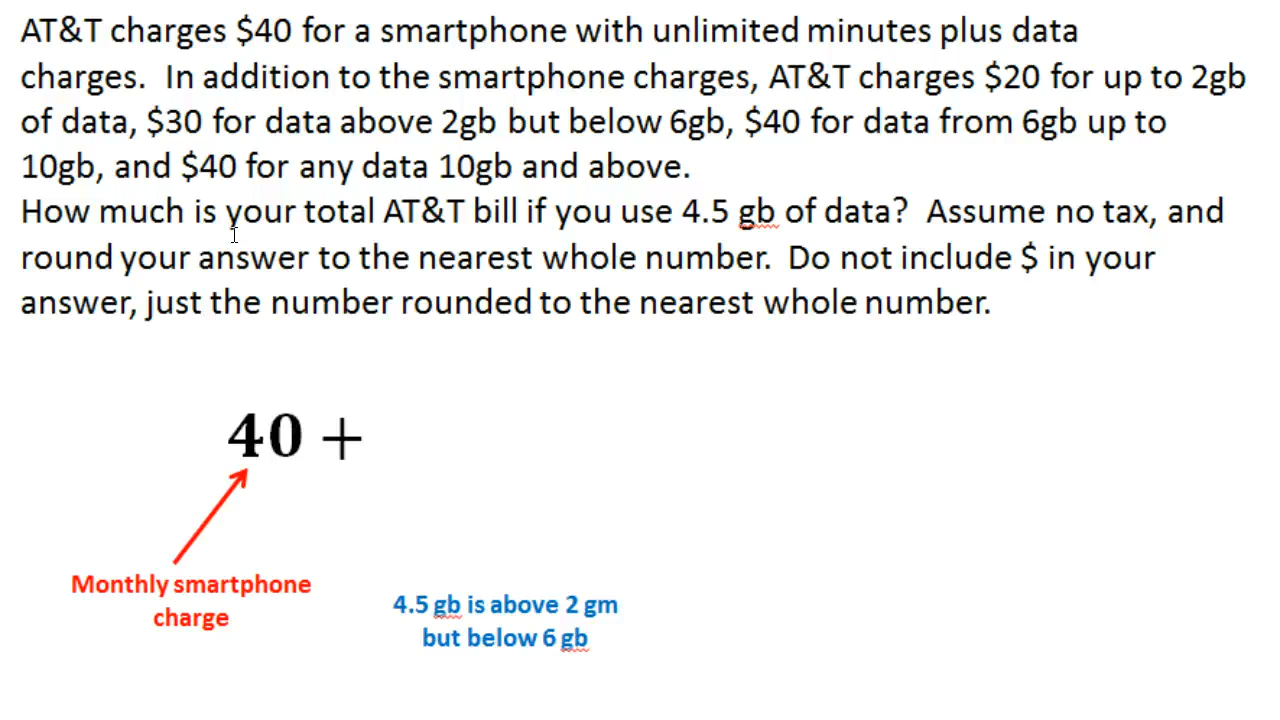 AT&T charges $40 for a smartphone with unlimited minutes plus data
charges.  In addition to the smartphone charges, AT&T charges $20 for up to 2gb
of data, $30 for data above 2gb but below 6gb, $40 for data from 6gb up to
10gb, and $40 for any data 10gb and above.
How much is your total AT&T bill if you use 4.5 gb of data?  Assume no tax, and
round your answer to the nearest whole number.  Do not include $ in your
answer, just the number rounded to the nearest whole number.
40 +
Monthly smartphone
charge
4.5 gb is above 2 gm
but below 6 gb